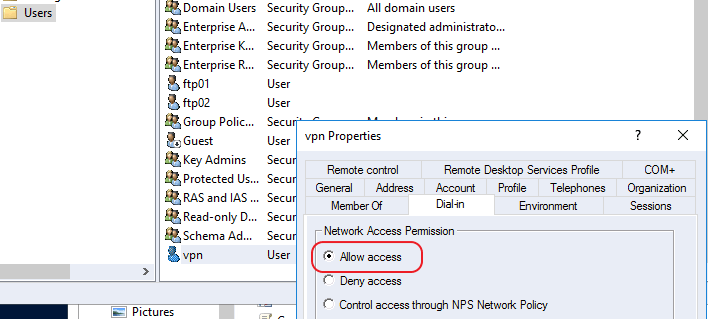 Users
Domain Users Security Group... All domain users
Enterprise A... Security Group... Designated administrato...
Enterprise K... Security Group... Members of this group ...
Enterprise R... Security Group... Members of this group ...
ftp01 User
ftp02 User
Group Polic... Security Group...
Guest User
Key Admins Secur
Protected Us... Secur
RAS and IAS ... Secur
Read-only D... Secur
Schema Ad... Secur
vpn User
vpn Properties
?
Remote control Remote Desktop Services Profile COM+
General Address Account Profile Telephones Organization
Member Of Dial-in Environment Sessions
Network Access Permission
Allow access
Deny access
Control access through NPS Network Policy
Pictures